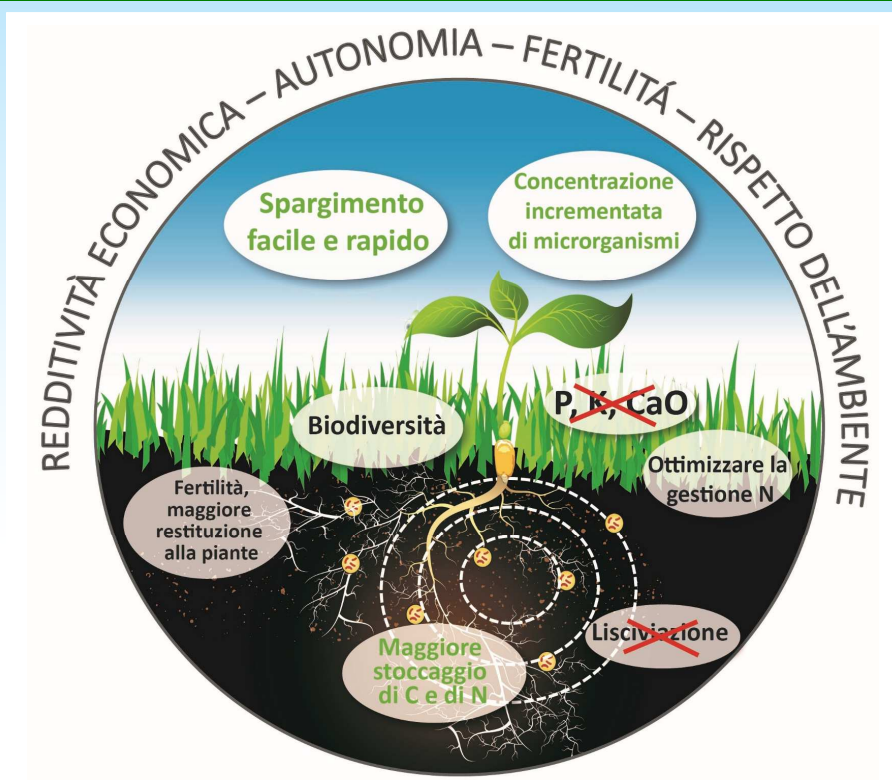 REDDITIVITÀ ECONOMICA – AUTONOMIA – FERTILITÁ – RISPETTO DELL'AMBIENTE
Spargimento
facile e rapido
Concentrazione
incrementata
di microrganismi
P, K, CaO
Biodiversità
Ottimizzare la
gestione N
Fertilità,
maggiore
restituzione
alla piante
Lisciviazione
Maggiore
stoccaggio
di C e di N